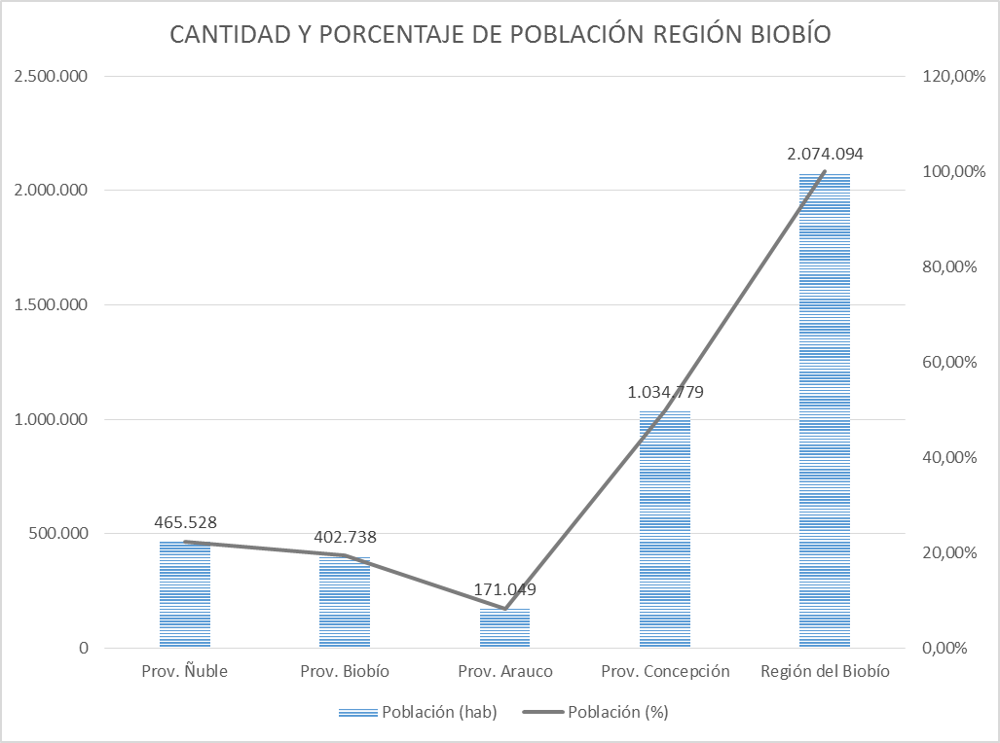 CANTIDAD Y PORCENTAJE DE POBLACIÓN REGIÓN BIOBÍO
2.500.000
120,00%
2.074.094
100,00%
2.000.000
80,00%
1.500.000
60,00%
1.034.779
1.000.000
40,00%
465.528
402.738
500.000
20,00%
171.049
0
0,00%
Prov. Ñuble
Prov. Biobío
Prov. Arauco
Prov. Concepción
Región del Biobío
Población (hab)
Población (%)